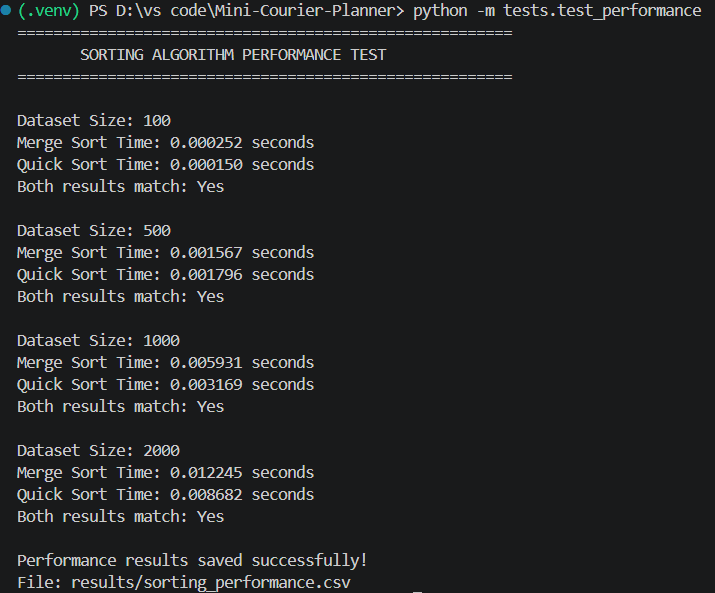 (.venv) PS D:\vs code\Mini-Courier-Planner> python -m tests.test_performance
=======================================================
SORTING ALGORITHM PERFORMANCE TEST
=======================================================
Dataset Size: 100
Merge Sort Time: 0.000252 seconds
Quick Sort Time: 0.000150 seconds
Both results match: Yes
Dataset Size: 500
Merge Sort Time: 0.001567 seconds
Quick Sort Time: 0.001796 seconds
Both results match: Yes
Dataset Size: 1000
Merge Sort Time: 0.005931 seconds
Quick Sort Time: 0.003169 seconds
Both results match: Yes
Dataset Size: 2000
Merge Sort Time: 0.012245 seconds
Quick Sort Time: 0.008682 seconds
Both results match: Yes
Performance results saved successfully!
File: results/sorting_performance.csv